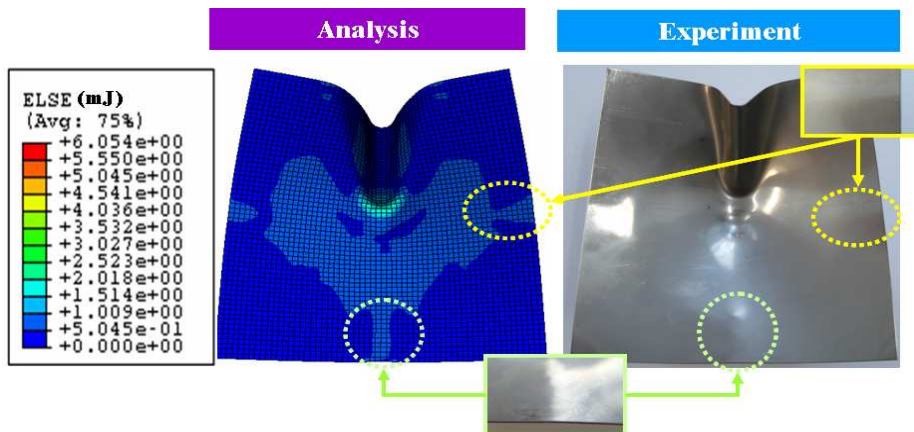 Analysis
Experiment
ELSE (mJ)
(Avg: 75%)
+6.054e+00
+5.550e+00
+5.045e+00
+4.541e+00
+4.036e+00
+3.532e+00
+3.027e+00
+2.523e+00
+2.018e+00
+1.514e+00
+1.009e+00
+5.045e-01
+0.000e+00